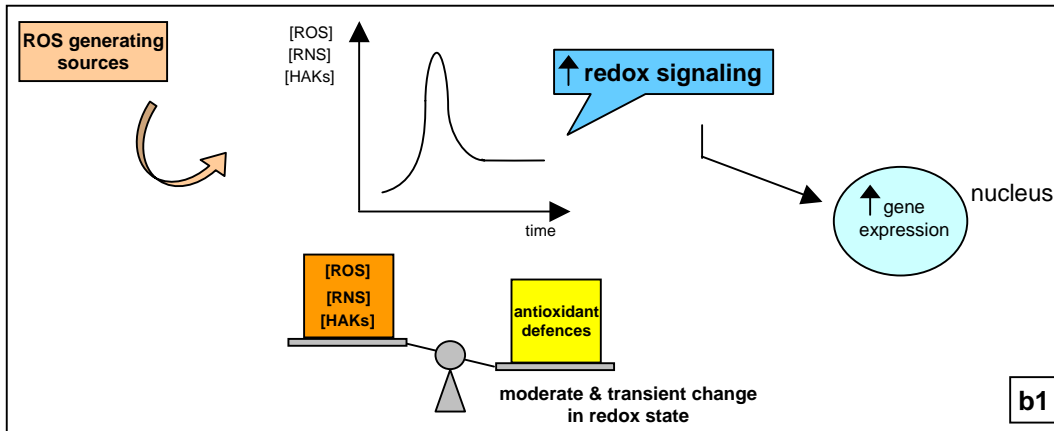 ROS generating
sources
[ROS]
[RNS]
[HAKs]
time
redox signaling
gene
expression
nucleus
[ROS]
[RNS]
[HAKs]
antioxidant
defences
moderate & transient change
in redox state
b1